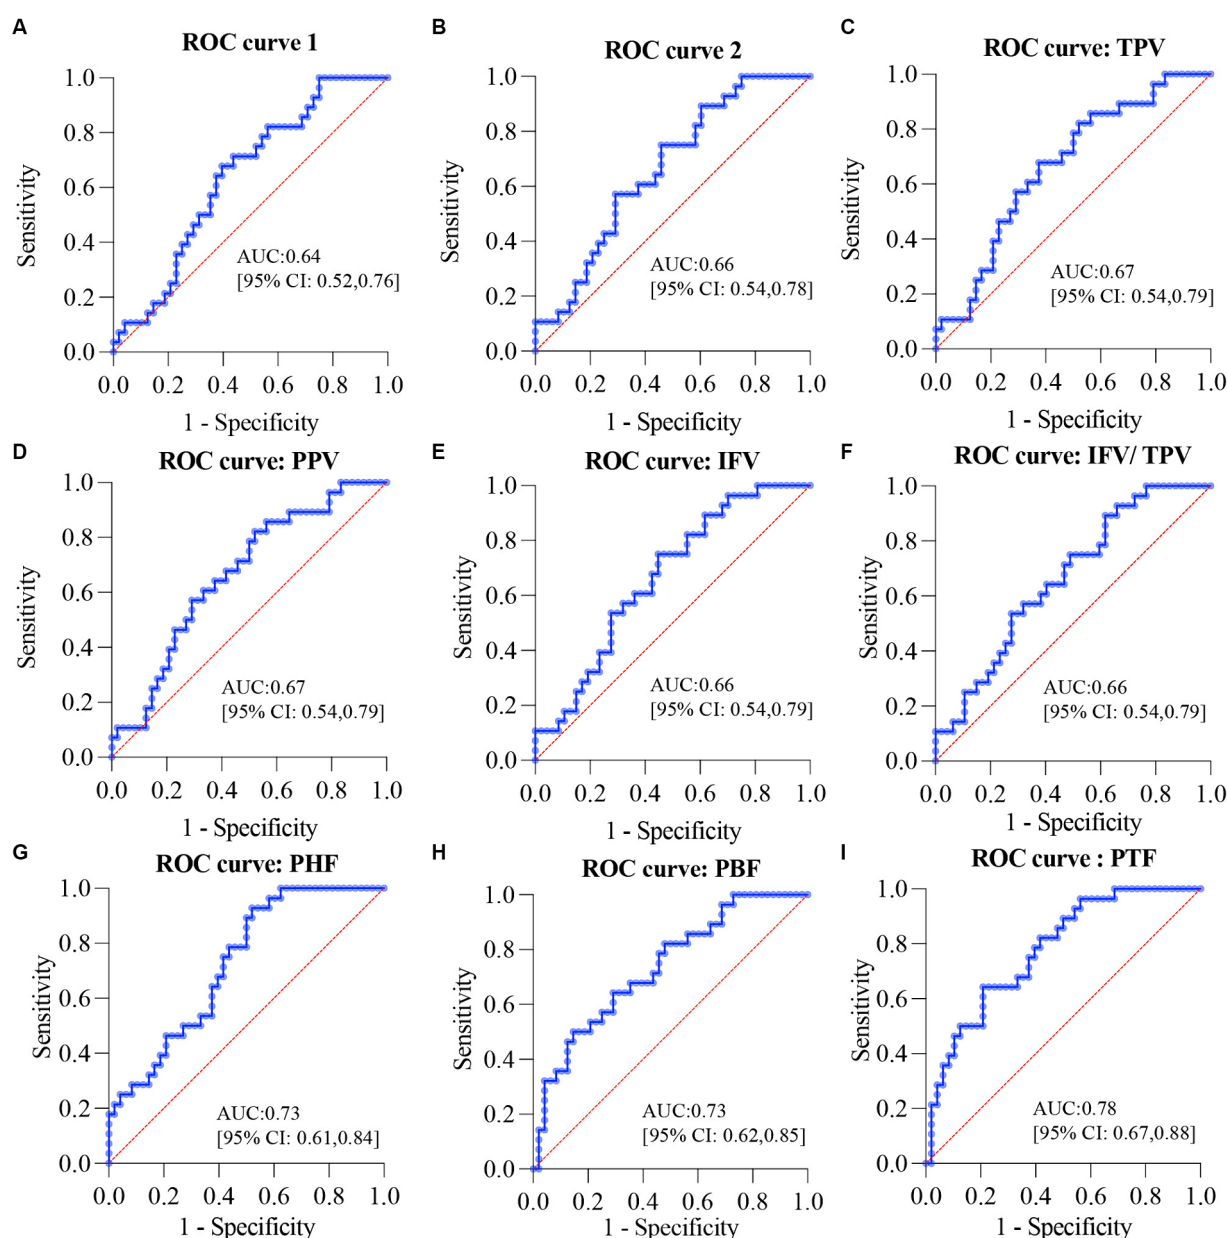 A
ROC curve 1
Sensitivity
1.0
0.8
0.6
0.4
0.2
0.0
AUC:0.64
[95% CI: 0.52,0.76]
0.0 0.2 0.4 0.6 0.8 1.0
1 - Specificity
B
ROC curve 2
Sensitivity
1.0
0.8
0.6
0.4
0.2
0.0
AUC:0.66
[95% CI: 0.54,0.78]
0.0 0.2 0.4 0.6 0.8 1.0
1 - Specificity
C
ROC curve: TPV
Sensitivity
1.0
0.8
0.6
0.4
0.2
0.0
AUC:0.67
[95% CI: 0.54,0.79]
0.0 0.2 0.4 0.6 0.8 1.0
1 - Specificity
D
ROC curve: PPV
Sensitivity
1.0
0.8
0.6
0.4
0.2
0.0
AUC:0.67
[95% CI: 0.54,0.79]
0.0 0.2 0.4 0.6 0.8 1.0
1 - Specificity
E
ROC curve: IFV
Sensitivity
1.0
0.8
0.6
0.4
0.2
0.0
AUC:0.66
[95% CI: 0.54,0.79]
0.0 0.2 0.4 0.6 0.8 1.0
1 - Specificity
F
ROC curve: IFV/ TPV
Sensitivity
1.0
0.8
0.6
0.4
0.2
0.0
AUC:0.66
[95% CI: 0.54,0.79]
0.0 0.2 0.4 0.6 0.8 1.0
1 - Specificity
G
ROC curve: PHF
Sensitivity
1.0
0.8
0.6
0.4
0.2
0.0
AUC:0.73
[95% CI: 0.61,0.84]
0.0 0.2 0.4 0.6 0.8 1.0
1 - Specificity
H
ROC curve: PBF
Sensitivity
1.0
0.8
0.6
0.4
0.2
0.0
AUC:0.73
[95% CI: 0.62,0.85]
0.0 0.2 0.4 0.6 0.8 1.0
1 - Specificity
I
ROC curve : PTF
Sensitivity
1.0
0.8
0.6
0.4
0.2
0.0
AUC:0.78
[95% CI: 0.67,0.88]
0.0 0.2 0.4 0.6 0.8 1.0
1 - Specificity